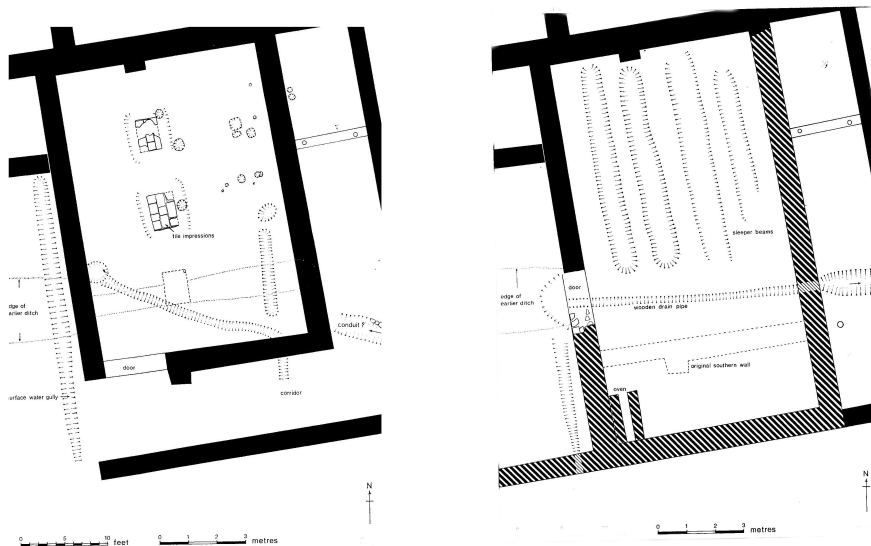 tile impressions
edge of
earlier ditch
conduit ?
door
surface water gully
corridor
N
0 5 10 feet
0 1 2 3 metres
door
sleeper beams
edge of
earlier ditch
wooden drain pipe
original southern wall
oven
N
0 1 2 3 metres